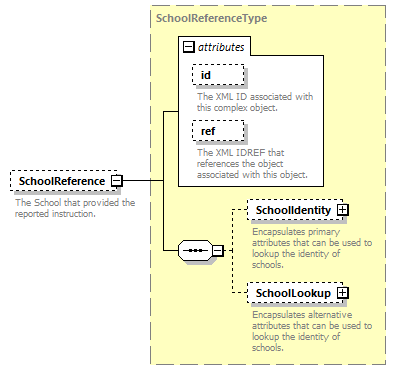 SchoolReferenceType
attributes
id
The XML ID associated with
this complex object.
ref
The XML IDREF that
references the object
associated with this object.
SchoolReference
The School that provided the
reported instruction.
SchoolIdentity
Encapsulates primary
attributes that can be used to
lookup the identity of
schools.
SchoolLookup
Encapsulates alternative
attributes that can be used to
lookup the identity of
schools.